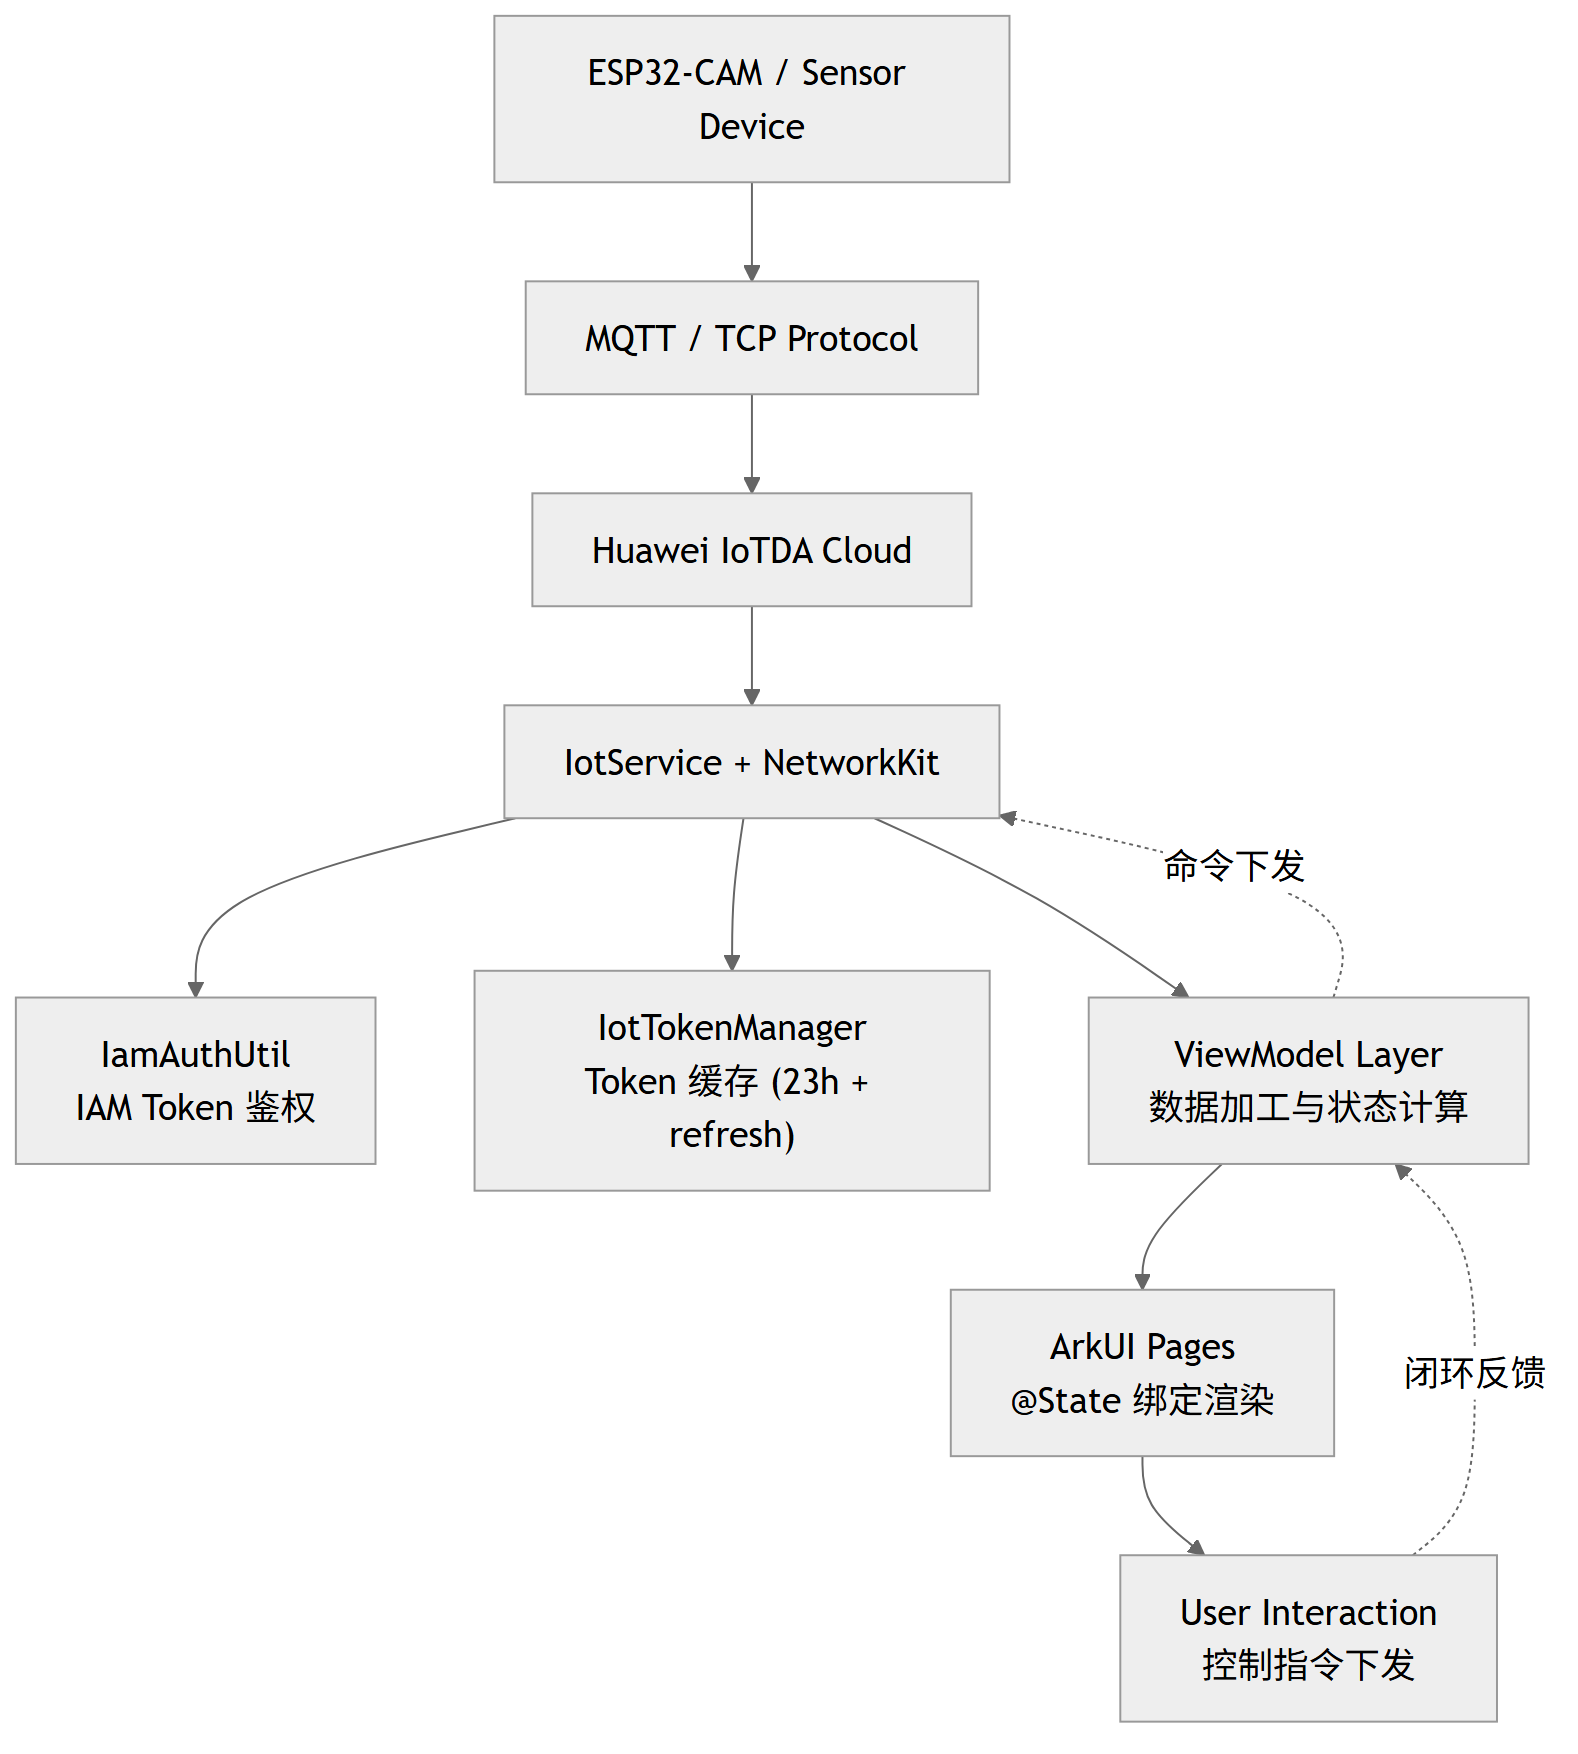 ESP32-CAM / Sensor
Device
MQTT / TCP Protocol
Huawei IoTDA Cloud
IotService + NetworkKit
命令下发
IamAuthUtil
IAM Token 鉴权
IotTokenManager
Token 缓存 (23h +
refresh)
ViewModel Layer
数据加工与状态计算
ArkUI Pages
@State 绑定渲染
闭环反馈
User Interaction
控制指令下发